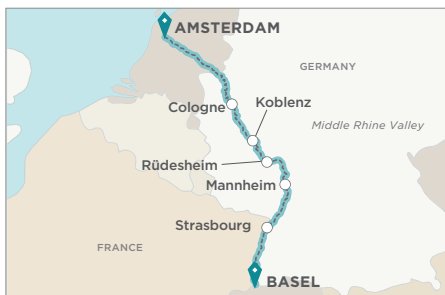 AMSTERDAM
GERMANY
Cologne
Koblenz
Middle Rhine Valley
Rüdesheim
Mannheim
Strasbourg
FRANCE
BASEL